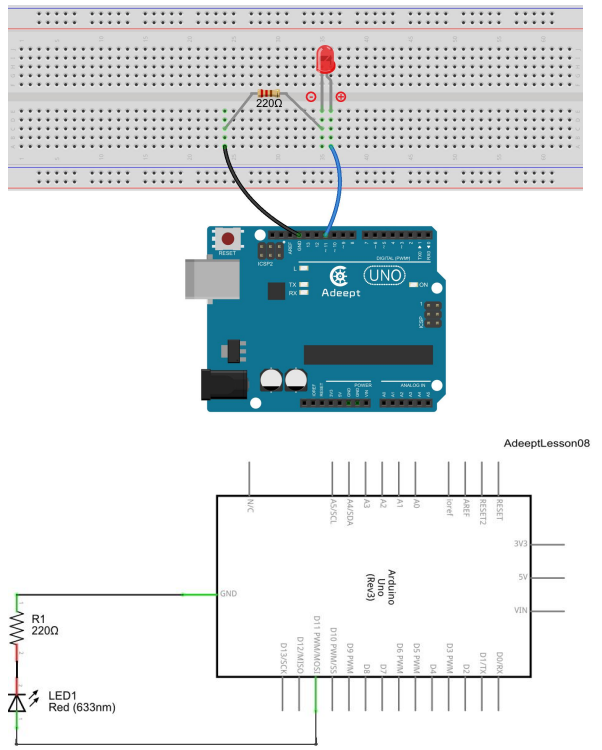 220Ω
RESET
ICSP2
AREF
GND
13
12
~11
~10
~9
8
7
~6
~5
4
~3
2
TX0▸1
RX0◂0
DIGITAL (PWM~)
L
TX
RX
Adeept
UNO
ON
1
ICSP
POWER
ANALOG IN
IOREF
RESET
3V3
5V
GND
GND
VIN
A0
A1
A2
A3
A4
A5
AdeeptLesson08
N/C
A5/SCL
A4/SDA
A3
A2
A1
A0
ioref
AREF
RESET2
RESET
3V3
5V
VIN
GND
Arduino
Uno
(Rev3)
R1
220Ω
D13/SCK
D12/MISO
D11 PWM/MOSI
D10 PWM/SS
D9 PWM
D8
D7
D6 PWM
D5 PWM
D4
D3 PWM
D2
D1/TX
D0/RX
LED1
Red (633nm)